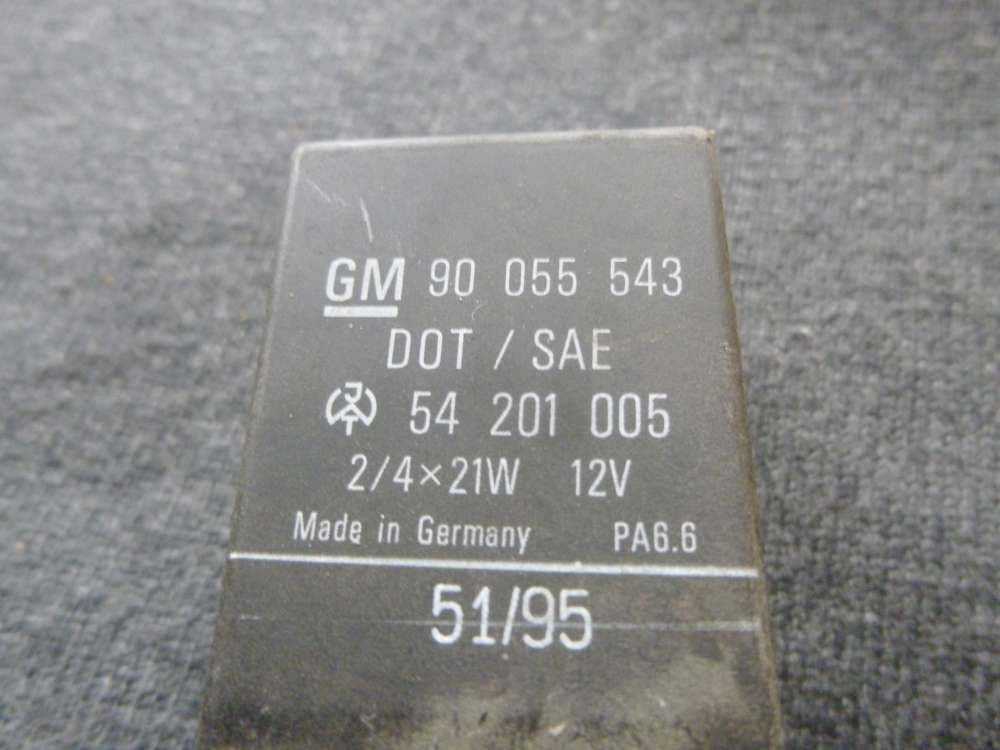 GM 90 055 543
DOT / SAE
54 201 005
2/4×21W 12V
Made in Germany PA6.6
51/95